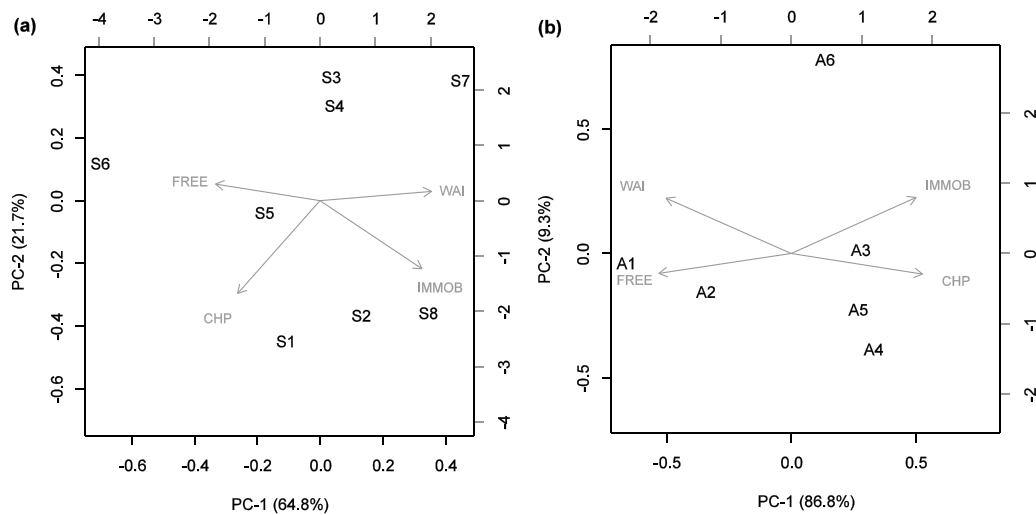 (a)
-4 -3 -2 -1 0 1 2
S3
S7
S4
S6
FREE
WAI
S5
IMMOB
CHP
S2
S8
S1
0.4
0.2
0.0
-0.2
-0.4
-0.6
2
1
0
-1
-2
-3
-4
PC-2 (21.7%)
-0.6 -0.4 -0.2 0.0 0.2 0.4
PC-1 (64.8%)
(b)
-2 -1 0 1 2
A6
WAI
IMMOB
A3
A1
FREE
CHP
A2
A5
A4
0.5
0.0
-0.5
2
1
0
-1
-2
PC-2 (9.3%)
-0.5 0.0 0.5
PC-1 (86.8%)